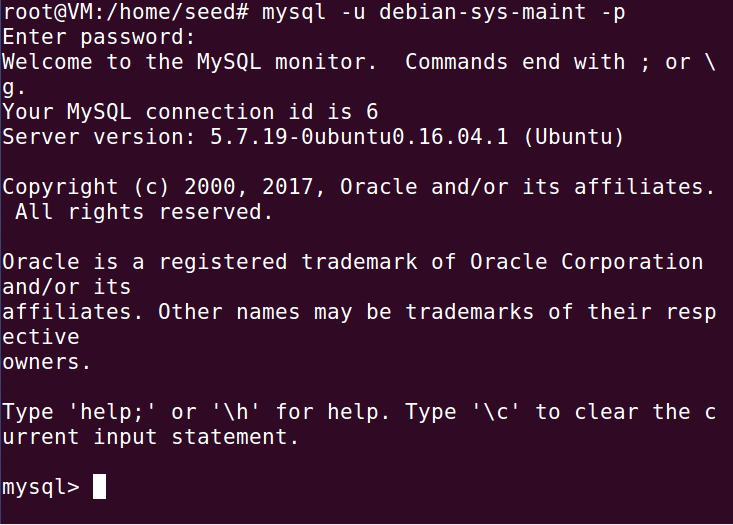 root@VM:/home/seed# mysql -u debian-sys-maint -p
Enter password:
Welcome to the MySQL monitor.  Commands end with ; or \
g.
Your MySQL connection id is 6
Server version: 5.7.19-0ubuntu0.16.04.1 (Ubuntu)
Copyright (c) 2000, 2017, Oracle and/or its affiliates.
 All rights reserved.
Oracle is a registered trademark of Oracle Corporation
and/or its
affiliates. Other names may be trademarks of their resp
ective
owners.
Type 'help;' or '\h' for help. Type '\c' to clear the c
urrent input statement.
mysql>